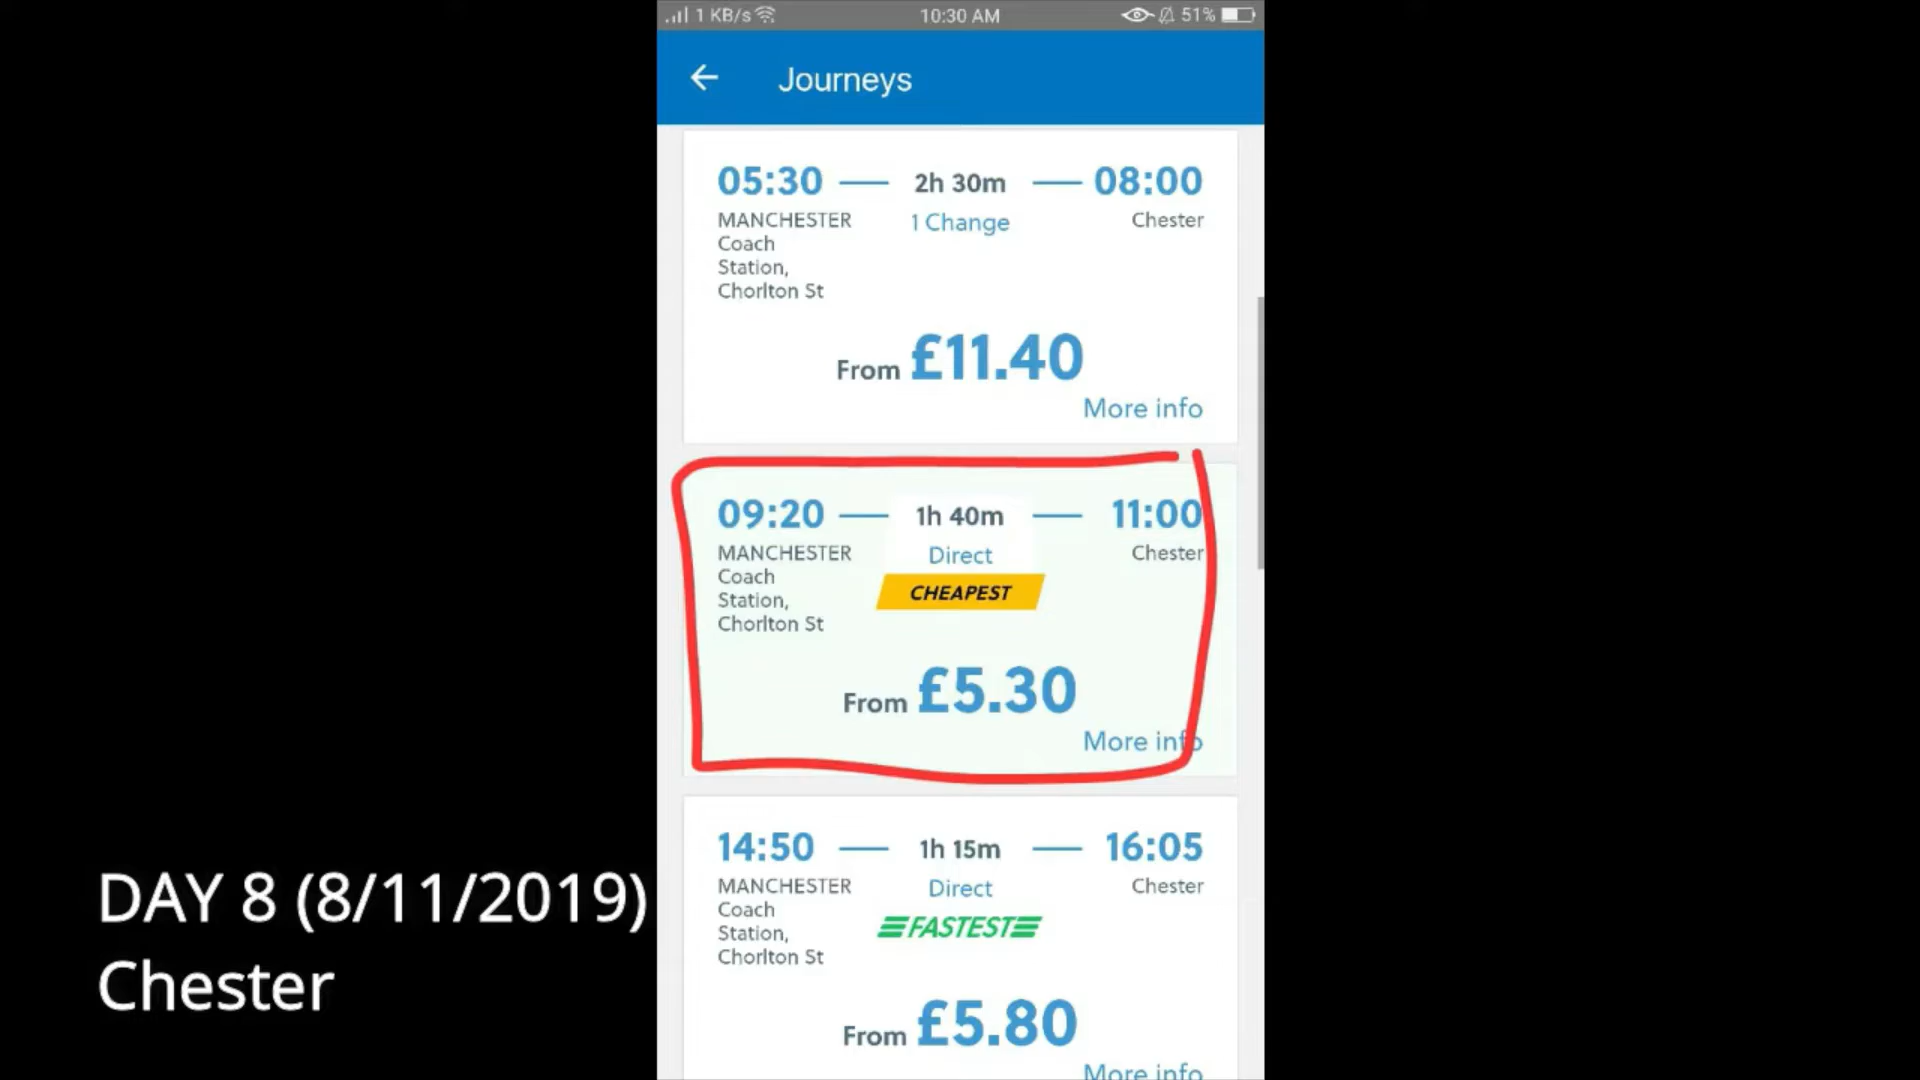 1 KB/s 10:30 AM 51%
Journeys
05:30 2h 30m 08:00
MANCHESTER 1 Change Chester
Coach
Station,
Chorlton St
From £11.40
More info
09:20 1h 40m 11:00
MANCHESTER Direct Chester
Coach CHEAPEST
Station,
Chorlton St
From £5.30
More info
14:50 1h 15m 16:05
MANCHESTER Direct Chester
Coach FASTEST
Station,
Chorlton St
From £5.80
More info
DAY 8 (8/11/2019)
Chester